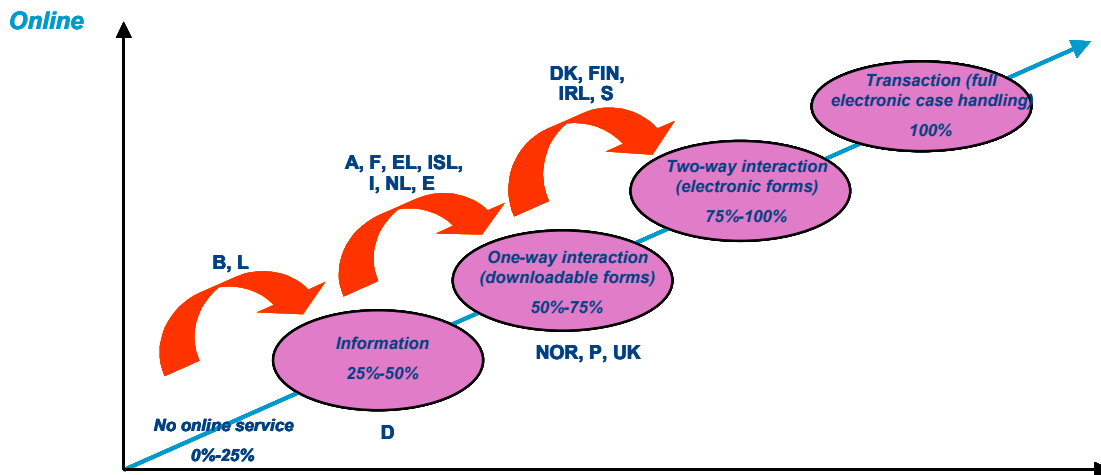 Online
DK, FIN,
IRL, S
Transaction (full
electronic case handling)
100%
A, F, EL, ISL,
I, NL, E
Two-way interaction
(electronic forms)
75%-100%
B, L
One-way interaction
(downloadable forms)
50%-75%
NOR, P, UK
Information
25%-50%
D
No online service
0%-25%